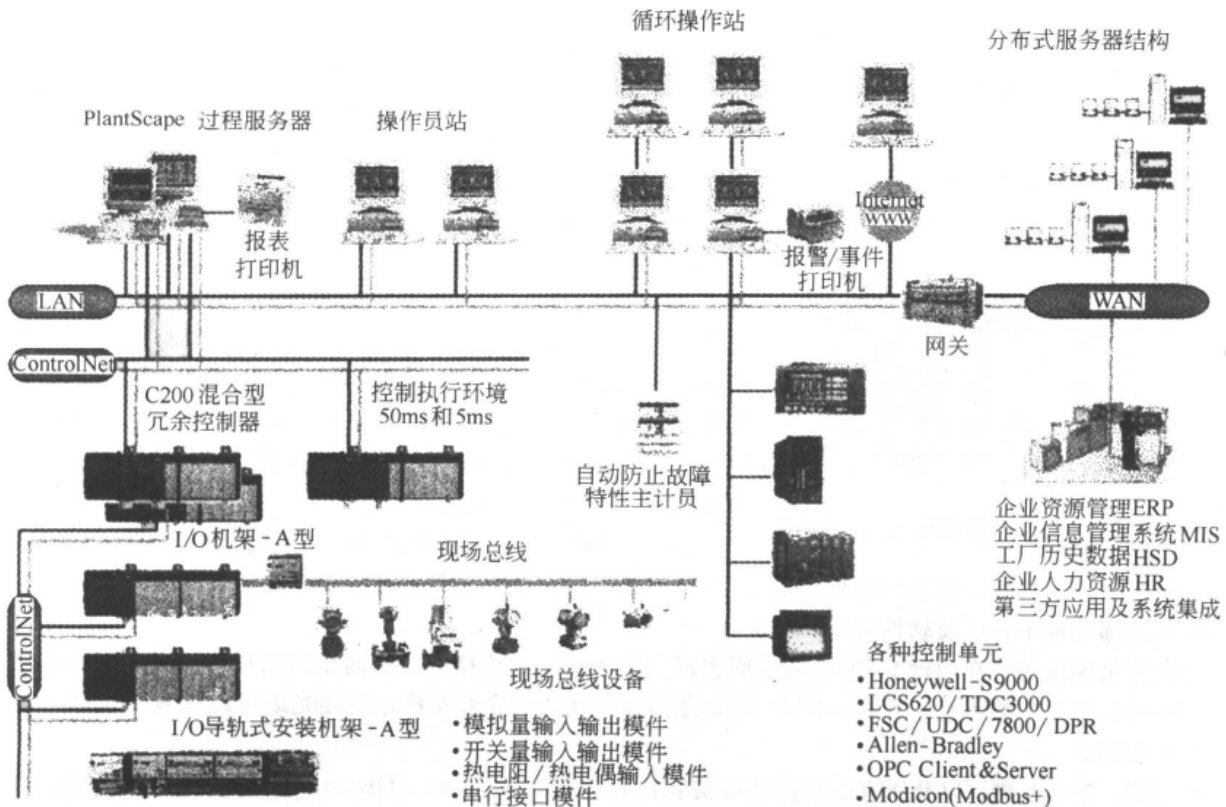 循环操作站
分布式服务器结构
PlantScape 过程服务器
操作员站
报表
打印机
Internet
WWW
报警/事件
打印机
LAN
WAN
网关
ControlNet
C200混合型
冗余控制器
控制执行环境
50ms和5ms
自动防止故障
特性主计员
I/O机架-A型
现场总线
企业资源管理ERP
企业信息管理系统MIS
工厂历史数据HSD
企业人力资源HR
第三方应用及系统集成
ControlNet
现场总线设备
I/O导轨式安装机架-A型
•模拟量输入输出模件
•开关量输入输出模件
•热电阻/热电偶输入模件
•串行接口模件
各种控制单元
•Honeywell-S9000
•LCS620/TDC3000
•FSC/UDC/7800/DPR
•Allen-Bradley
•OPC Client&Server
•Modicon(Modbus+)